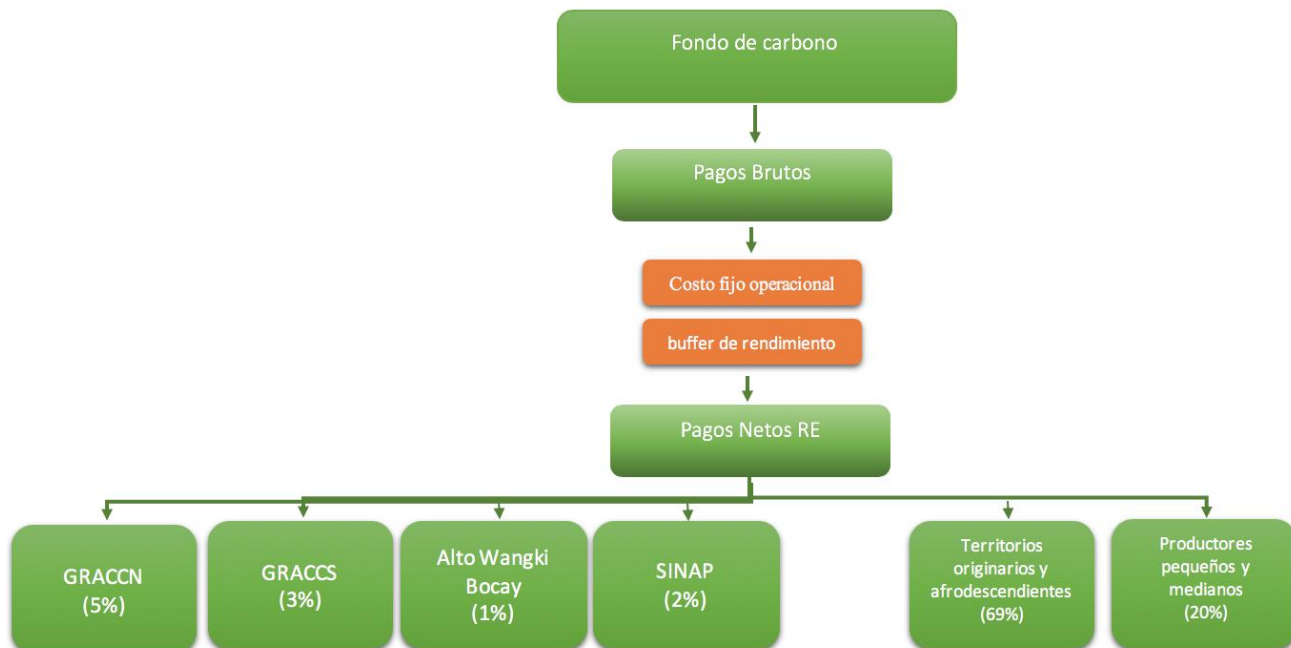 Fondo de carbono
Pagos Brutos
Costo fijo operacional
buffer de rendimiento
Pagos Netos RE
GRACCN
(5%)
GRACCS
(3%)
Alto Wangki
Bocay
(1%)
SINAP
(2%)
Territorios
originarios y
afrodescendientes
(69%)
Productores
pequeños y
medianos
(20%)